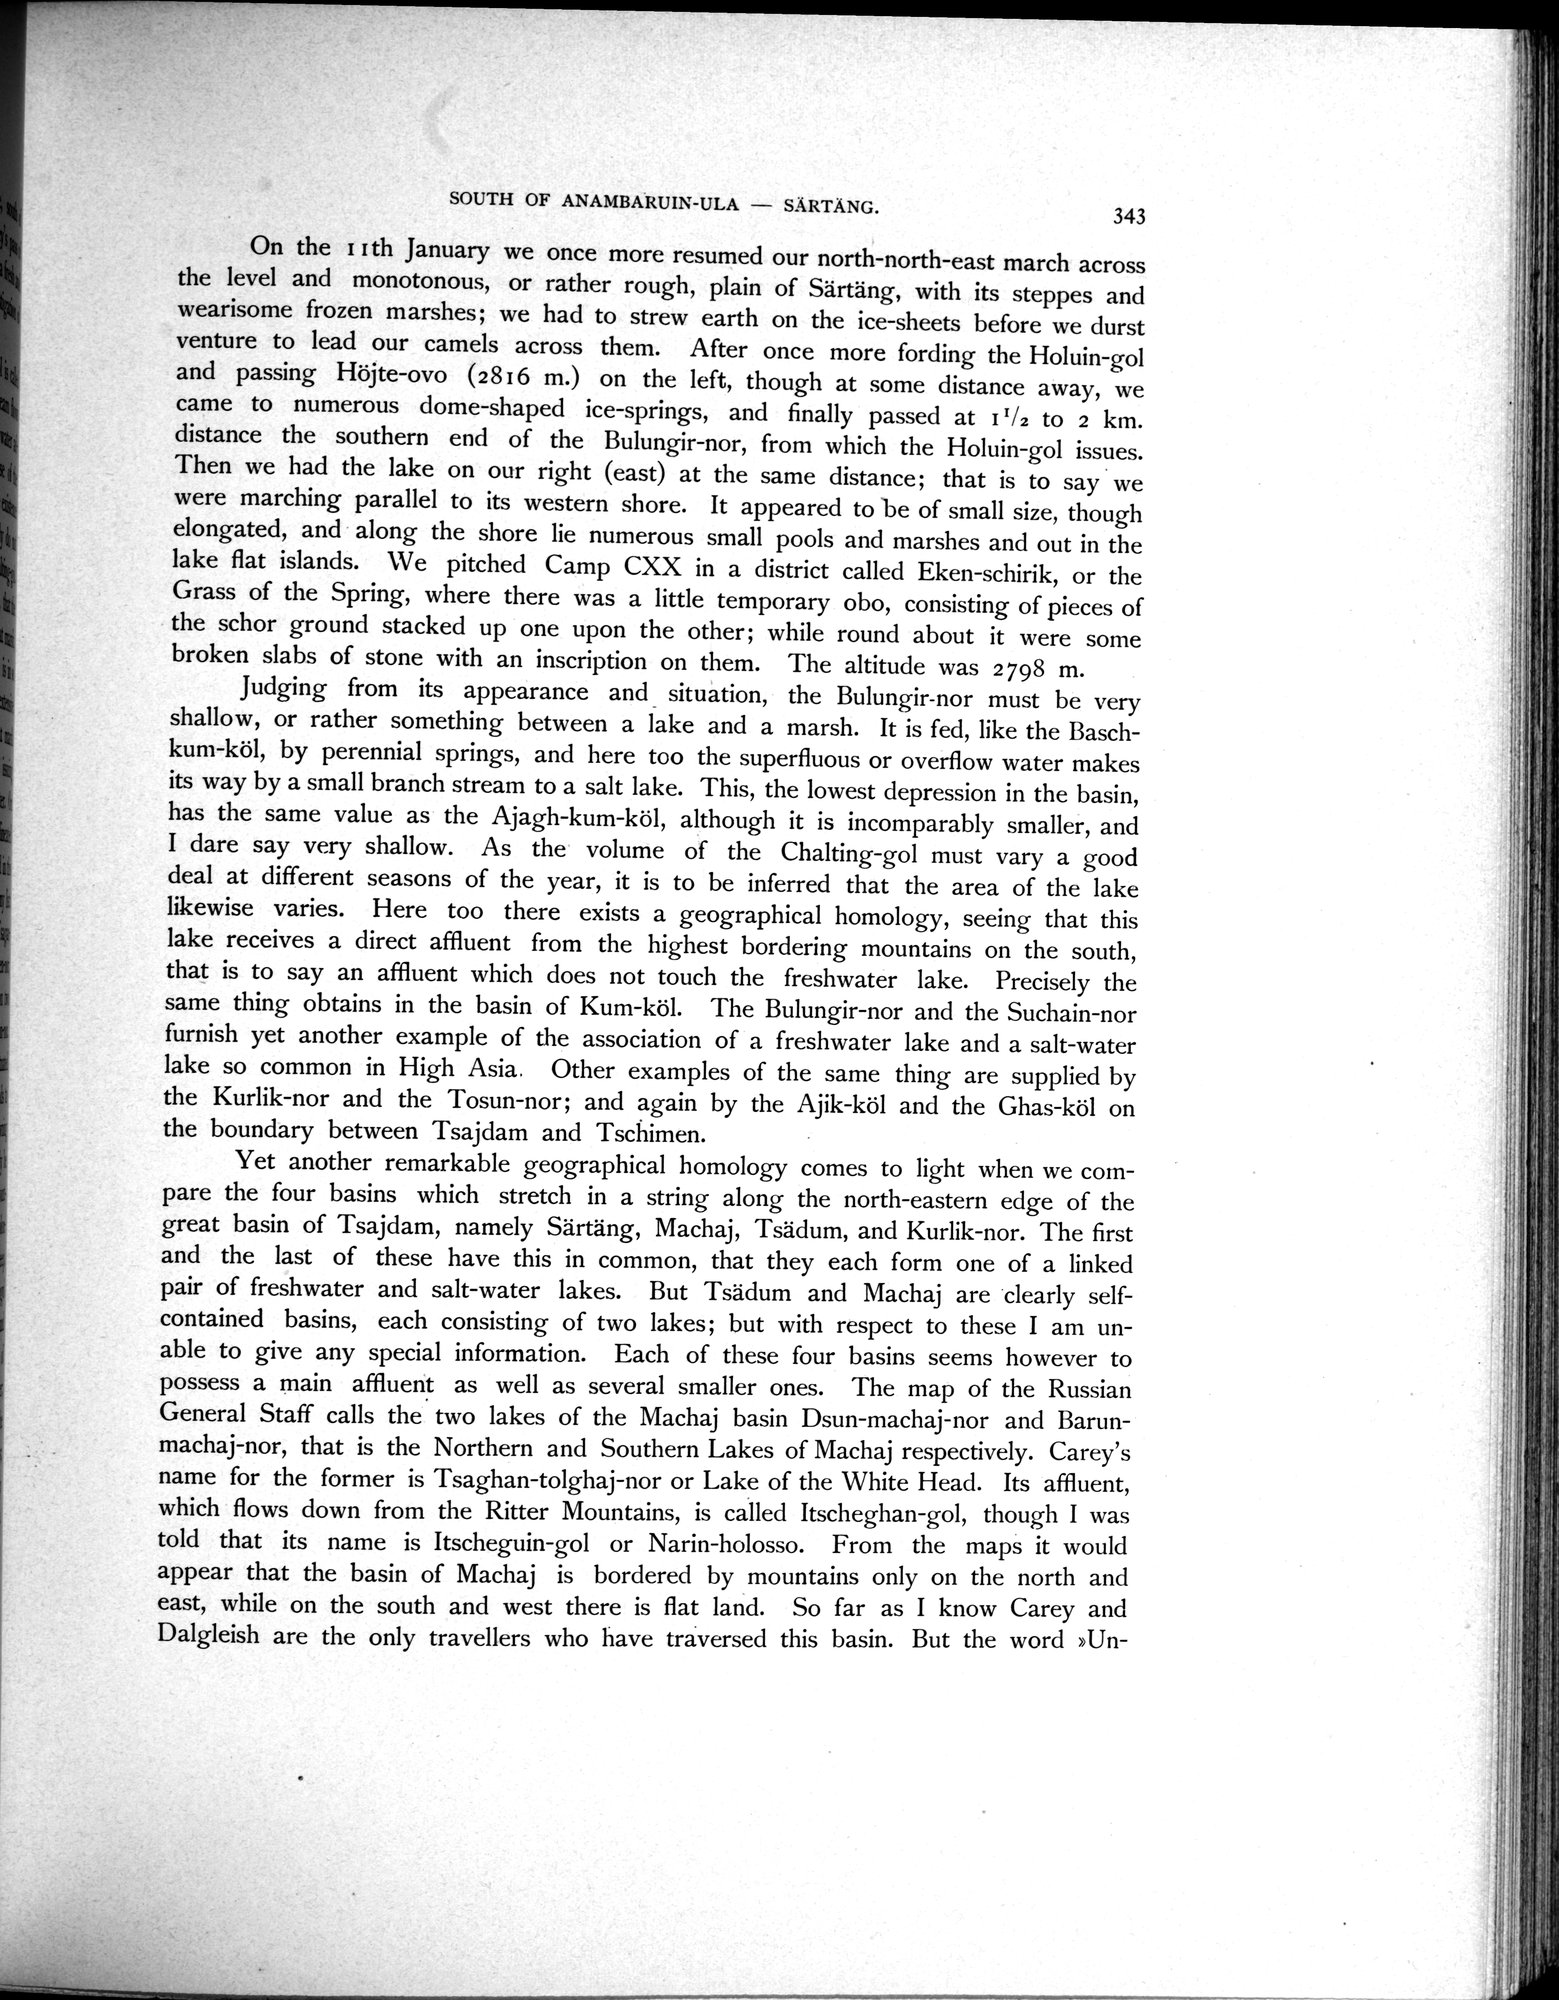 SOUTH OF ANAMBARUIN-ULA — SÄRTÄNG.
343
On the 11th January we once more resumed our north-north-east march across
the level and monotonous, or rather rough, plain of Särtäng, with its steppes and
wearisome frozen marshes; we had to strew earth on the ice-sheets before we durst
venture to lead our camels across them. After once more fording the Holuin-gol
and passing Höjte-ovo (2816 m.) on the left, though at some distance away, we
came to numerous dome-shaped ice-springs, and finally passed at 1 1/2 to 2 km.
distance the southern end of the Bulungir-nor, from which the Holuin-gol issues.
Then we had the lake on our right (east) at the same distance; that is to say we
were marching parallel to its western shore. It appeared to be of small size, though
elongated, and along the shore lie numerous small pools and marshes and out in the
lake flat islands. We pitched Camp CXX in a district called Eken-schirik, or the
Grass of the Spring, where there was a little temporary obo, consisting of pieces of
the schor ground stacked up one upon the other; while round about it were some
broken slabs of stone with an inscription on them. The altitude was 2798 m.
Judging from its appearance and situation, the Bulungir-nor must be very
shallow, or rather something between a lake and a marsh. It is fed, like the Basch-
kum-köl, by perennial springs, and here too the superfluous or overflow water makes
its way by a small branch stream to a salt lake. This, the lowest depression in the basin,
has the same value as the Ajagh-kum-köl, although it is incomparably smaller, and
I dare say very shallow. As the volume of the Chalting-gol must vary a good
deal at different seasons of the year, it is to be inferred that the area of the lake
likewise varies. Here too there exists a geographical homology, seeing that this
lake receives a direct affluent from the highest bordering mountains on the south,
that is to say an affluent which does not touch the freshwater lake. Precisely the
same thing obtains in the basin of Kum-köl. The Bulungir-nor and the Suchain-nor
furnish yet another example of the association of a freshwater lake and a salt-water
lake so common in High Asia. Other examples of the same thing are supplied by
the Kurlik-nor and the Tosun-nor; and again by the Ajik-köl and the Ghas-köl on
the boundary between Tsajdam and Tschimen.
Yet another remarkable geographical homology comes to light when we com-
pare the four basins which stretch in a string along the north-eastern edge of the
great basin of Tsajdam, namely Särtäng, Machaj, Tsädum, and Kurlik-nor. The first
and the last of these have this in common, that they each form one of a linked
pair of freshwater and salt-water lakes. But Tsädum and Machaj are clearly self-
contained basins, each consisting of two lakes; but with respect to these I am un-
able to give any special information. Each of these four basins seems however to
possess a main affluent as well as several smaller ones. The map of the Russian
General Staff calls the two lakes of the Machaj basin Dsun-machaj-nor and Barun-
machaj-nor, that is the Northern and Southern Lakes of Machaj respectively. Carey's
name for the former is Tsaghan-tolghaj-nor or Lake of the White Head. Its affluent,
which flows down from the Ritter Mountains, is called Itscheghan-gol, though I was
told that its name is Itscheguin-gol or Narin-holosso. From the maps it would
appear that the basin of Machaj is bordered by mountains only on the north and
east, while on the south and west there is flat land. So far as I know Carey and
Dalgleish are the only travellers who have traversed this basin. But the word »Un-